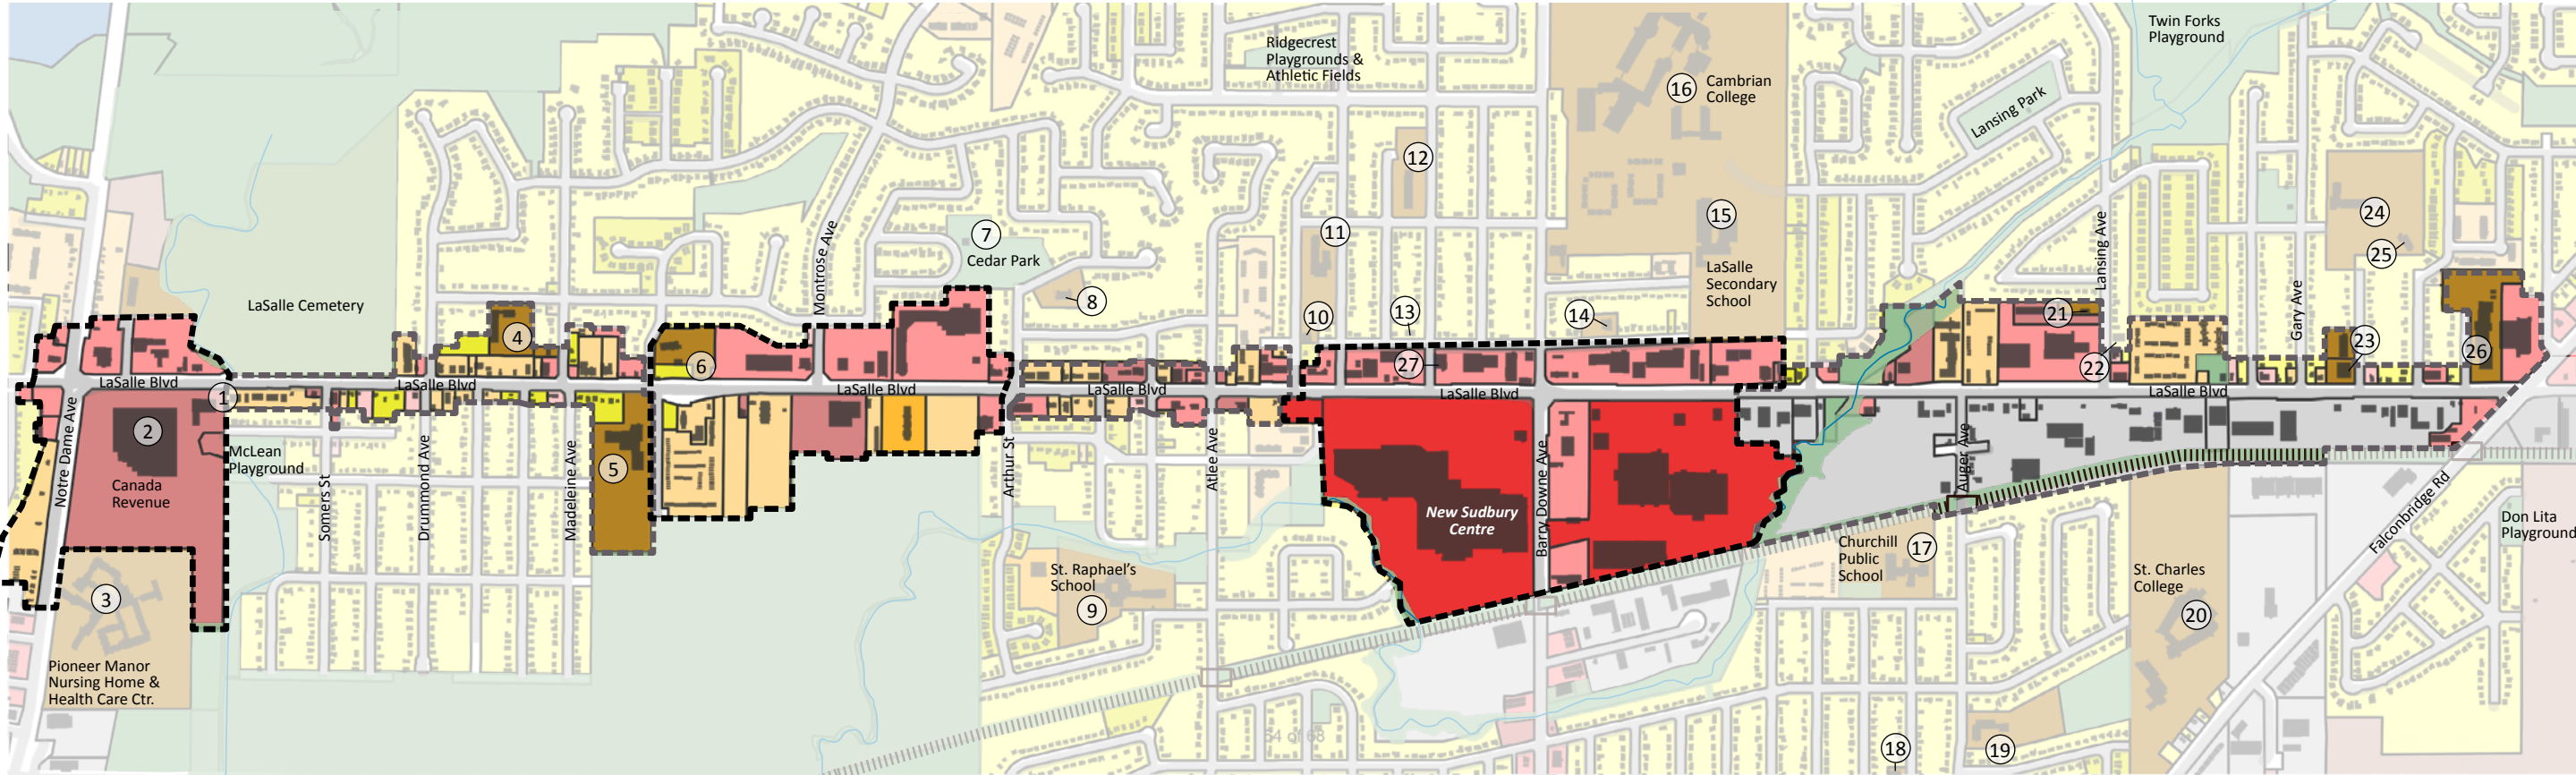 Twin Forks
Playground
Ridgecrest
Playgrounds &
Athletic Fields
16
Cambrian
College
Lansing Park
12
15
24
25
11
7
Cedar Park
8
Montrose Ave
LaSalle
Secondary
School
Lansing Ave
Gary Ave
LaSalle Cemetery
10
13
14
21
4
6
27
22
23
26
LaSalle Blvd
1
LaSalle Blvd
LaSalle Blvd
LaSalle Blvd
LaSalle Blvd
LaSalle Blvd
2
Notre Dame Ave
McLean
Playground
Canada
Revenue
Somers St
Drummond Ave
Madeleine Ave
5
Arthur St
Atlee Ave
New Sudbury
Centre
Barry Downe Ave
Auger Ave
Falconbridge Rd
Don Lita
Playground
Churchill
Public
School
17
St. Raphael's
School
9
St. Charles
College
20
3
Pioneer Manor
Nursing Home &
Health Care Ctr.
54 of 68
18
19